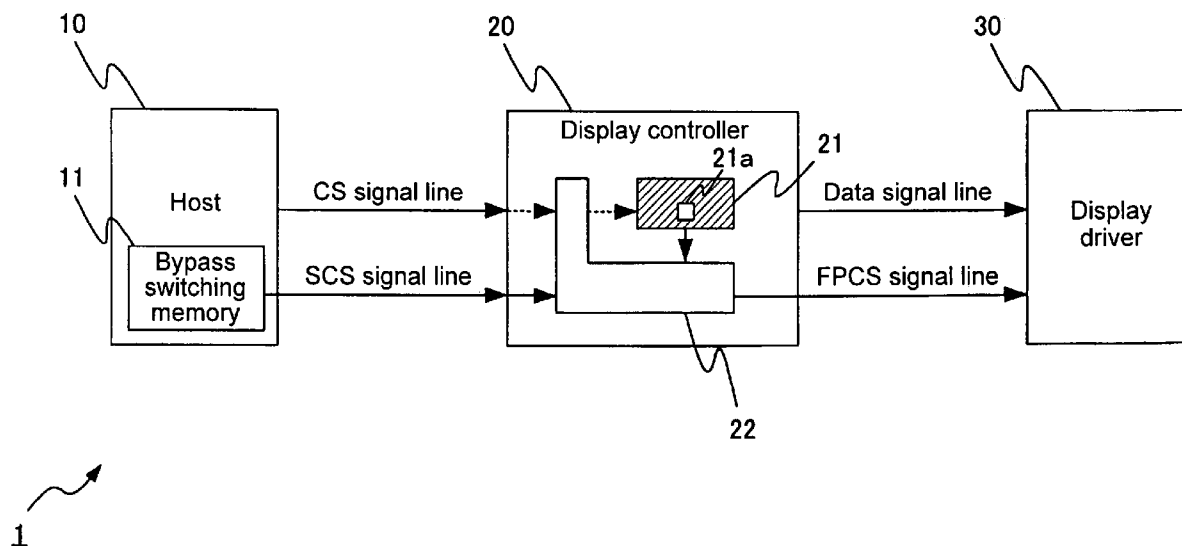 10
20
30
Display controller
21a
21
11
Host
CS signal line
Data signal line
Display
driver
Bypass
switching
memory
SCS signal line
FPCS signal line
22
1